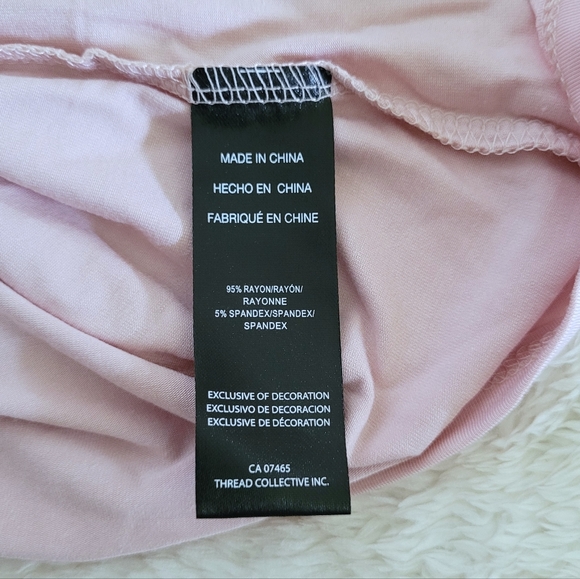 MADE IN CHINA
HECHO EN CHINA
FABRIQUÉ EN CHINE
95% RAYON/RAYÓN/
RAYONNE
5% SPANDEX/SPANDEX/
SPANDEX
EXCLUSIVE OF DECORATION
EXCLUSIVO DE DECORACION
EXCLUSIVE DE DÉCORATION
CA 07465
THREAD COLLECTIVE INC.